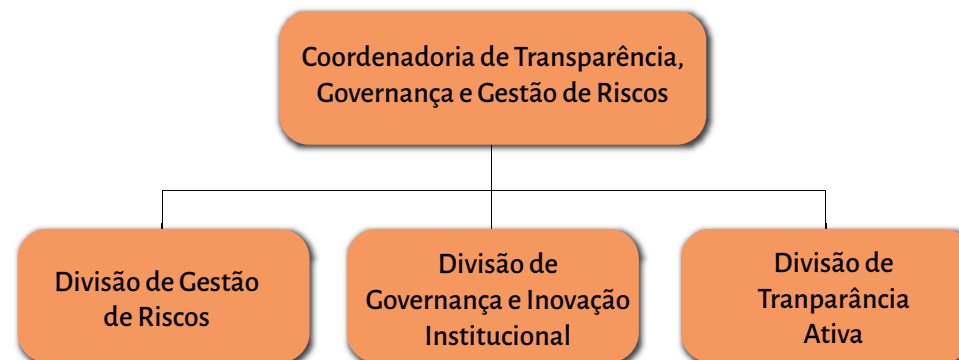 Coordenadoria de Transparência,
Governança e Gestão de Riscos
Divisão de Gestão
de Riscos
Divisão de
Governança e Inovação
Institucional
Divisão de
Tranparância
Ativa